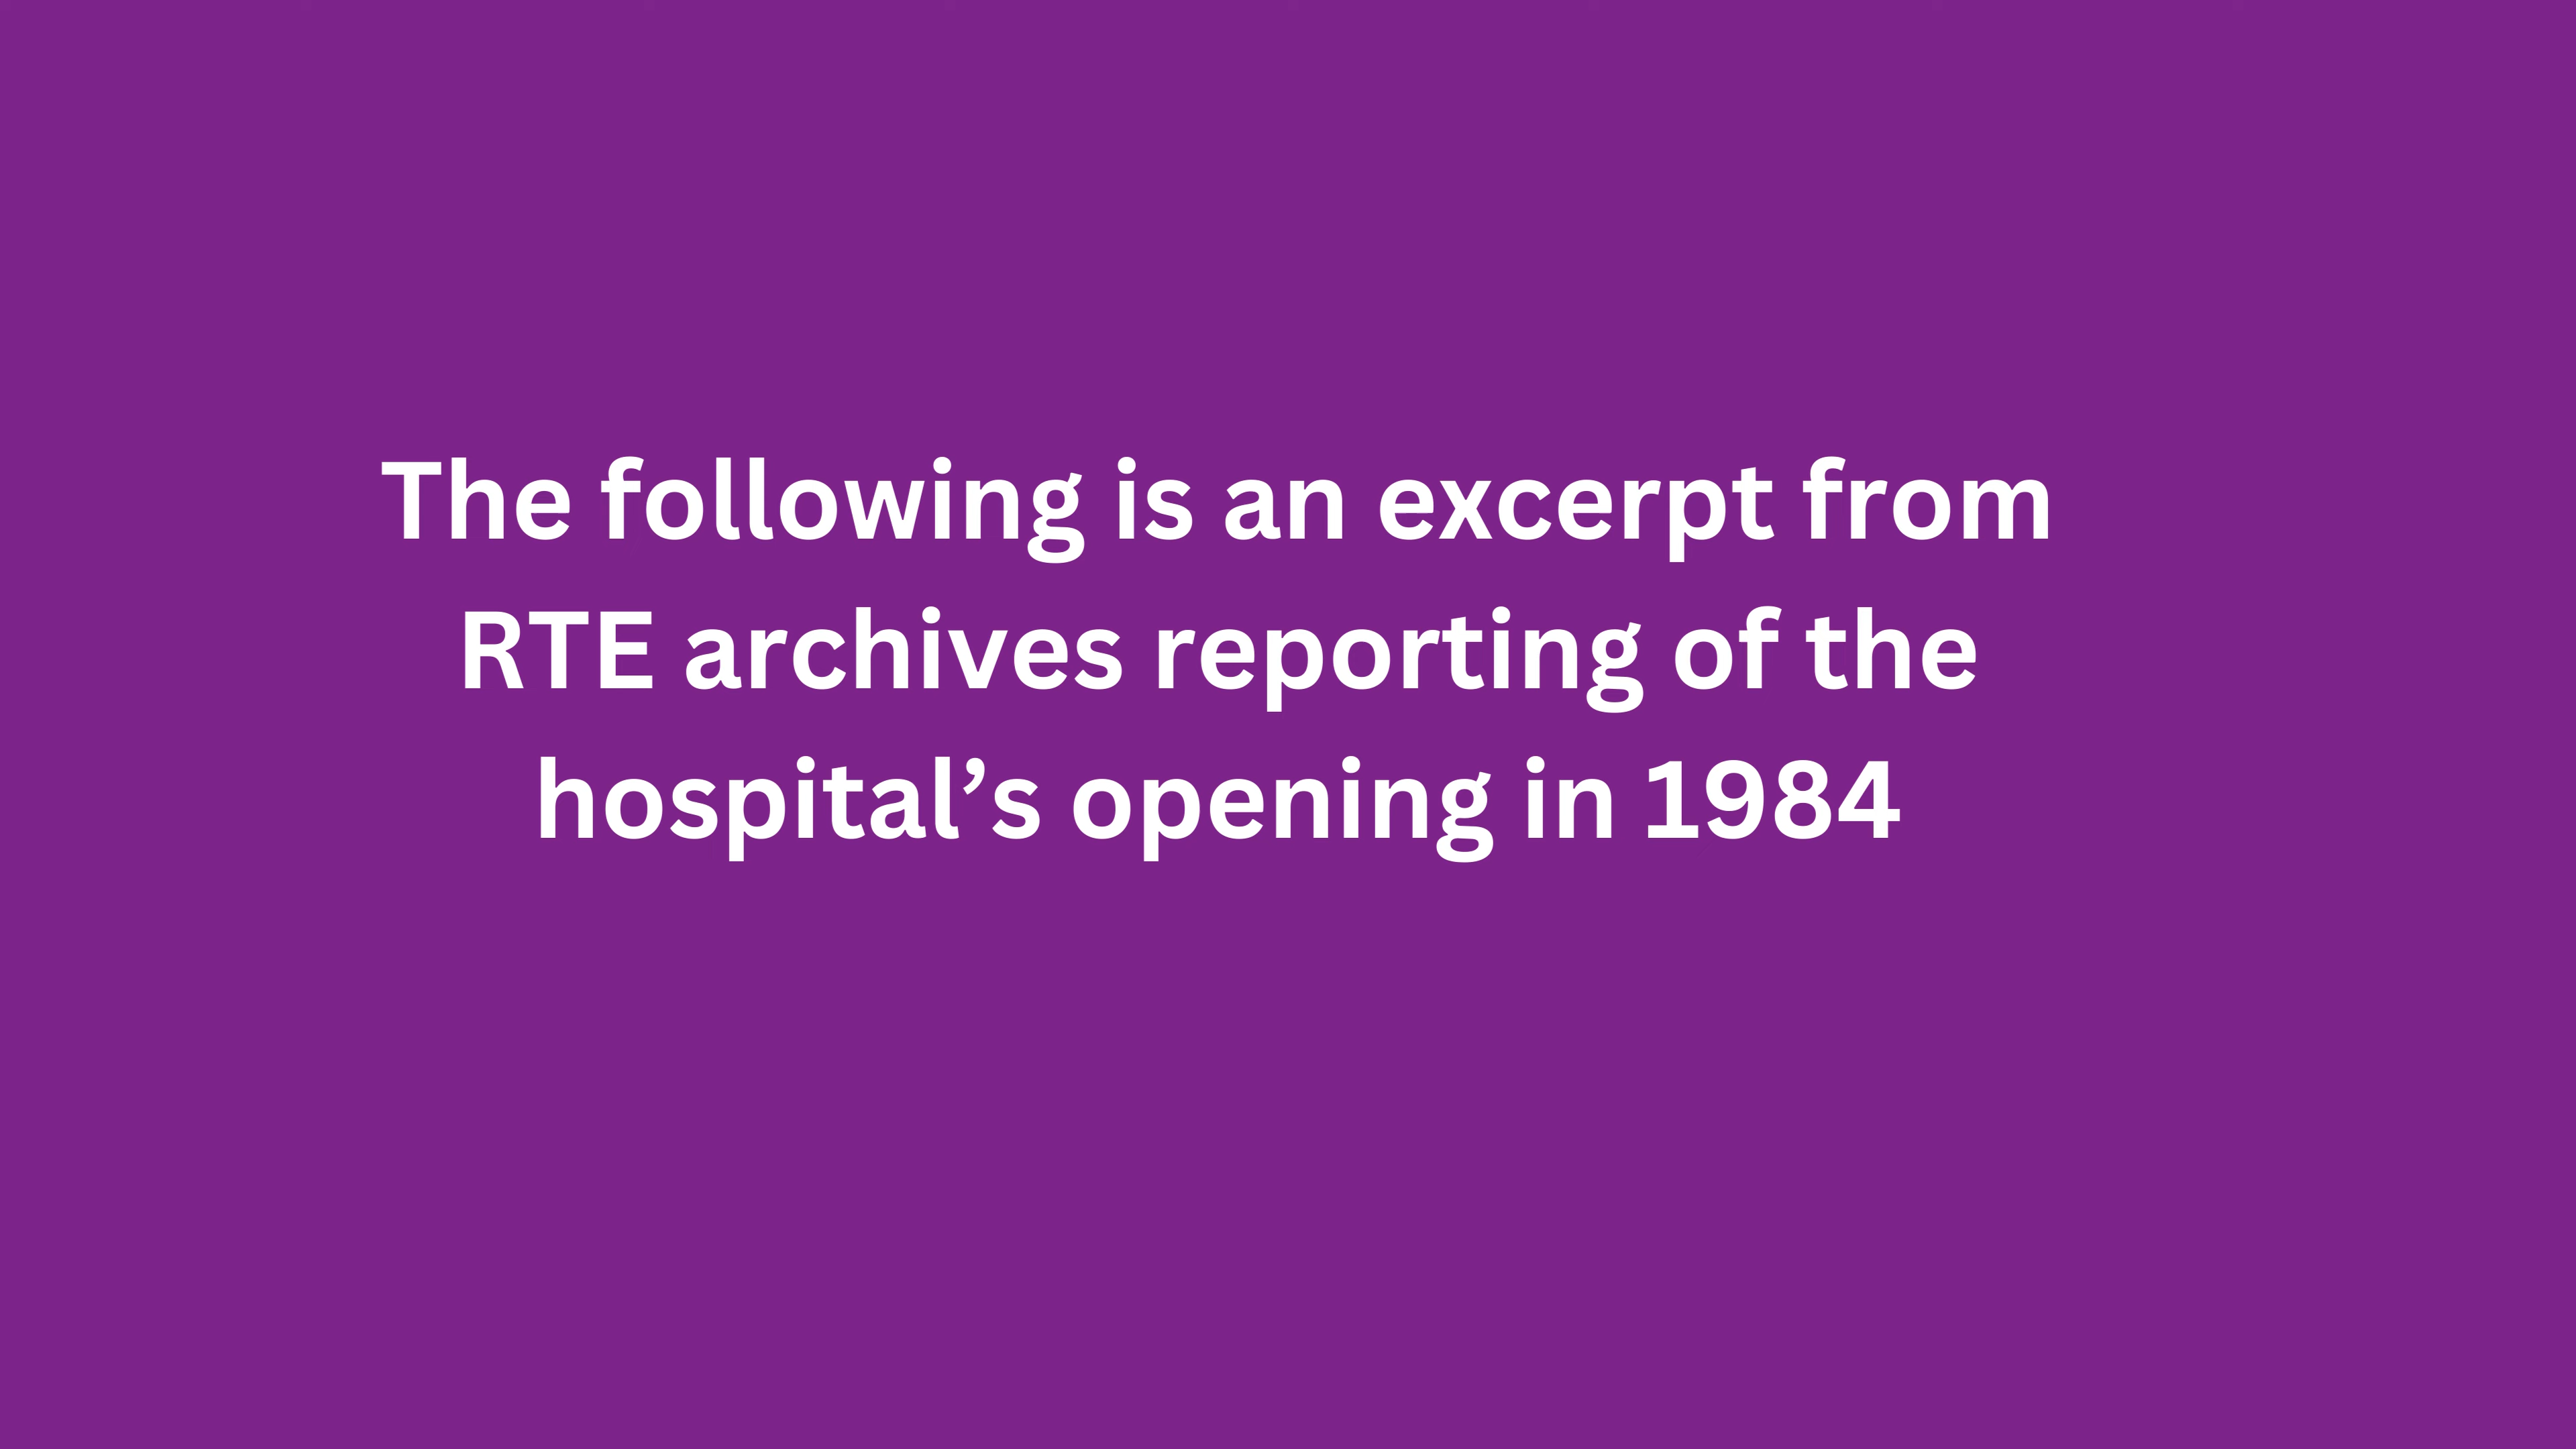 The following is an excerpt from
RTE archives reporting of the
hospital’s opening in 1984